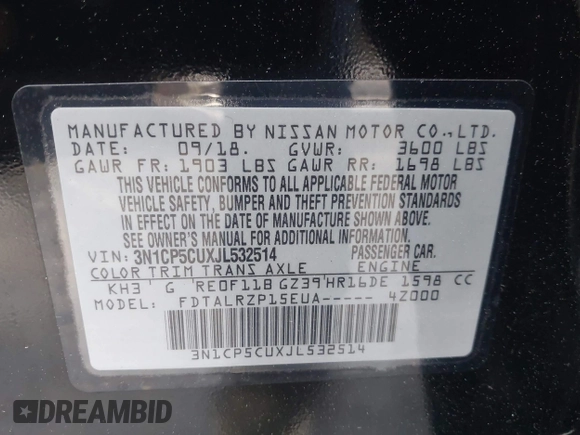 MANUFACTURED BY NISSAN MOTOR CO.,LTD.
DATE: 09/18. GVWR: 3600 LBS
GAWR FR: 1903 LBS GAWR RR: 1698 LBS
THIS VEHICLE CONFORMS TO ALL APPLICABLE FEDERAL MOTOR
VEHICLE SAFETY, BUMPER AND THEFT PREVENTION STANDARDS
IN EFFECT ON THE DATE OF MANUFACTURE SHOWN ABOVE.
SEE OWNER'S MANUAL FOR ADDITIONAL INFORMATION
VIN: 3N1CP5CUXJL532514 PASSENGER CAR.
COLOR TRIM TRANS AXLE ENGINE
KH3 G RE0F11B GZ39 HR16DE 1598 CC
FDTALRZP15EUA----- 4Z000
3N1CP5CUXJL532514
DREAMBID